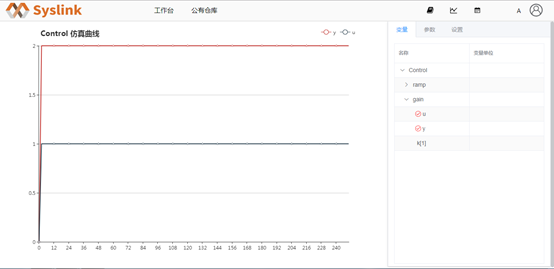 Syslink
工作台
公有仓库
A
Control 仿真曲线
y
u
2
1.5
1
0.5
0
0 12 24 36 48 60 72 84 96 108 120 132 144 156 168 180 192 204 216 228 240
变量
参数
设置
名称
变量单位
Control
ramp
gain
u
y
k[1]